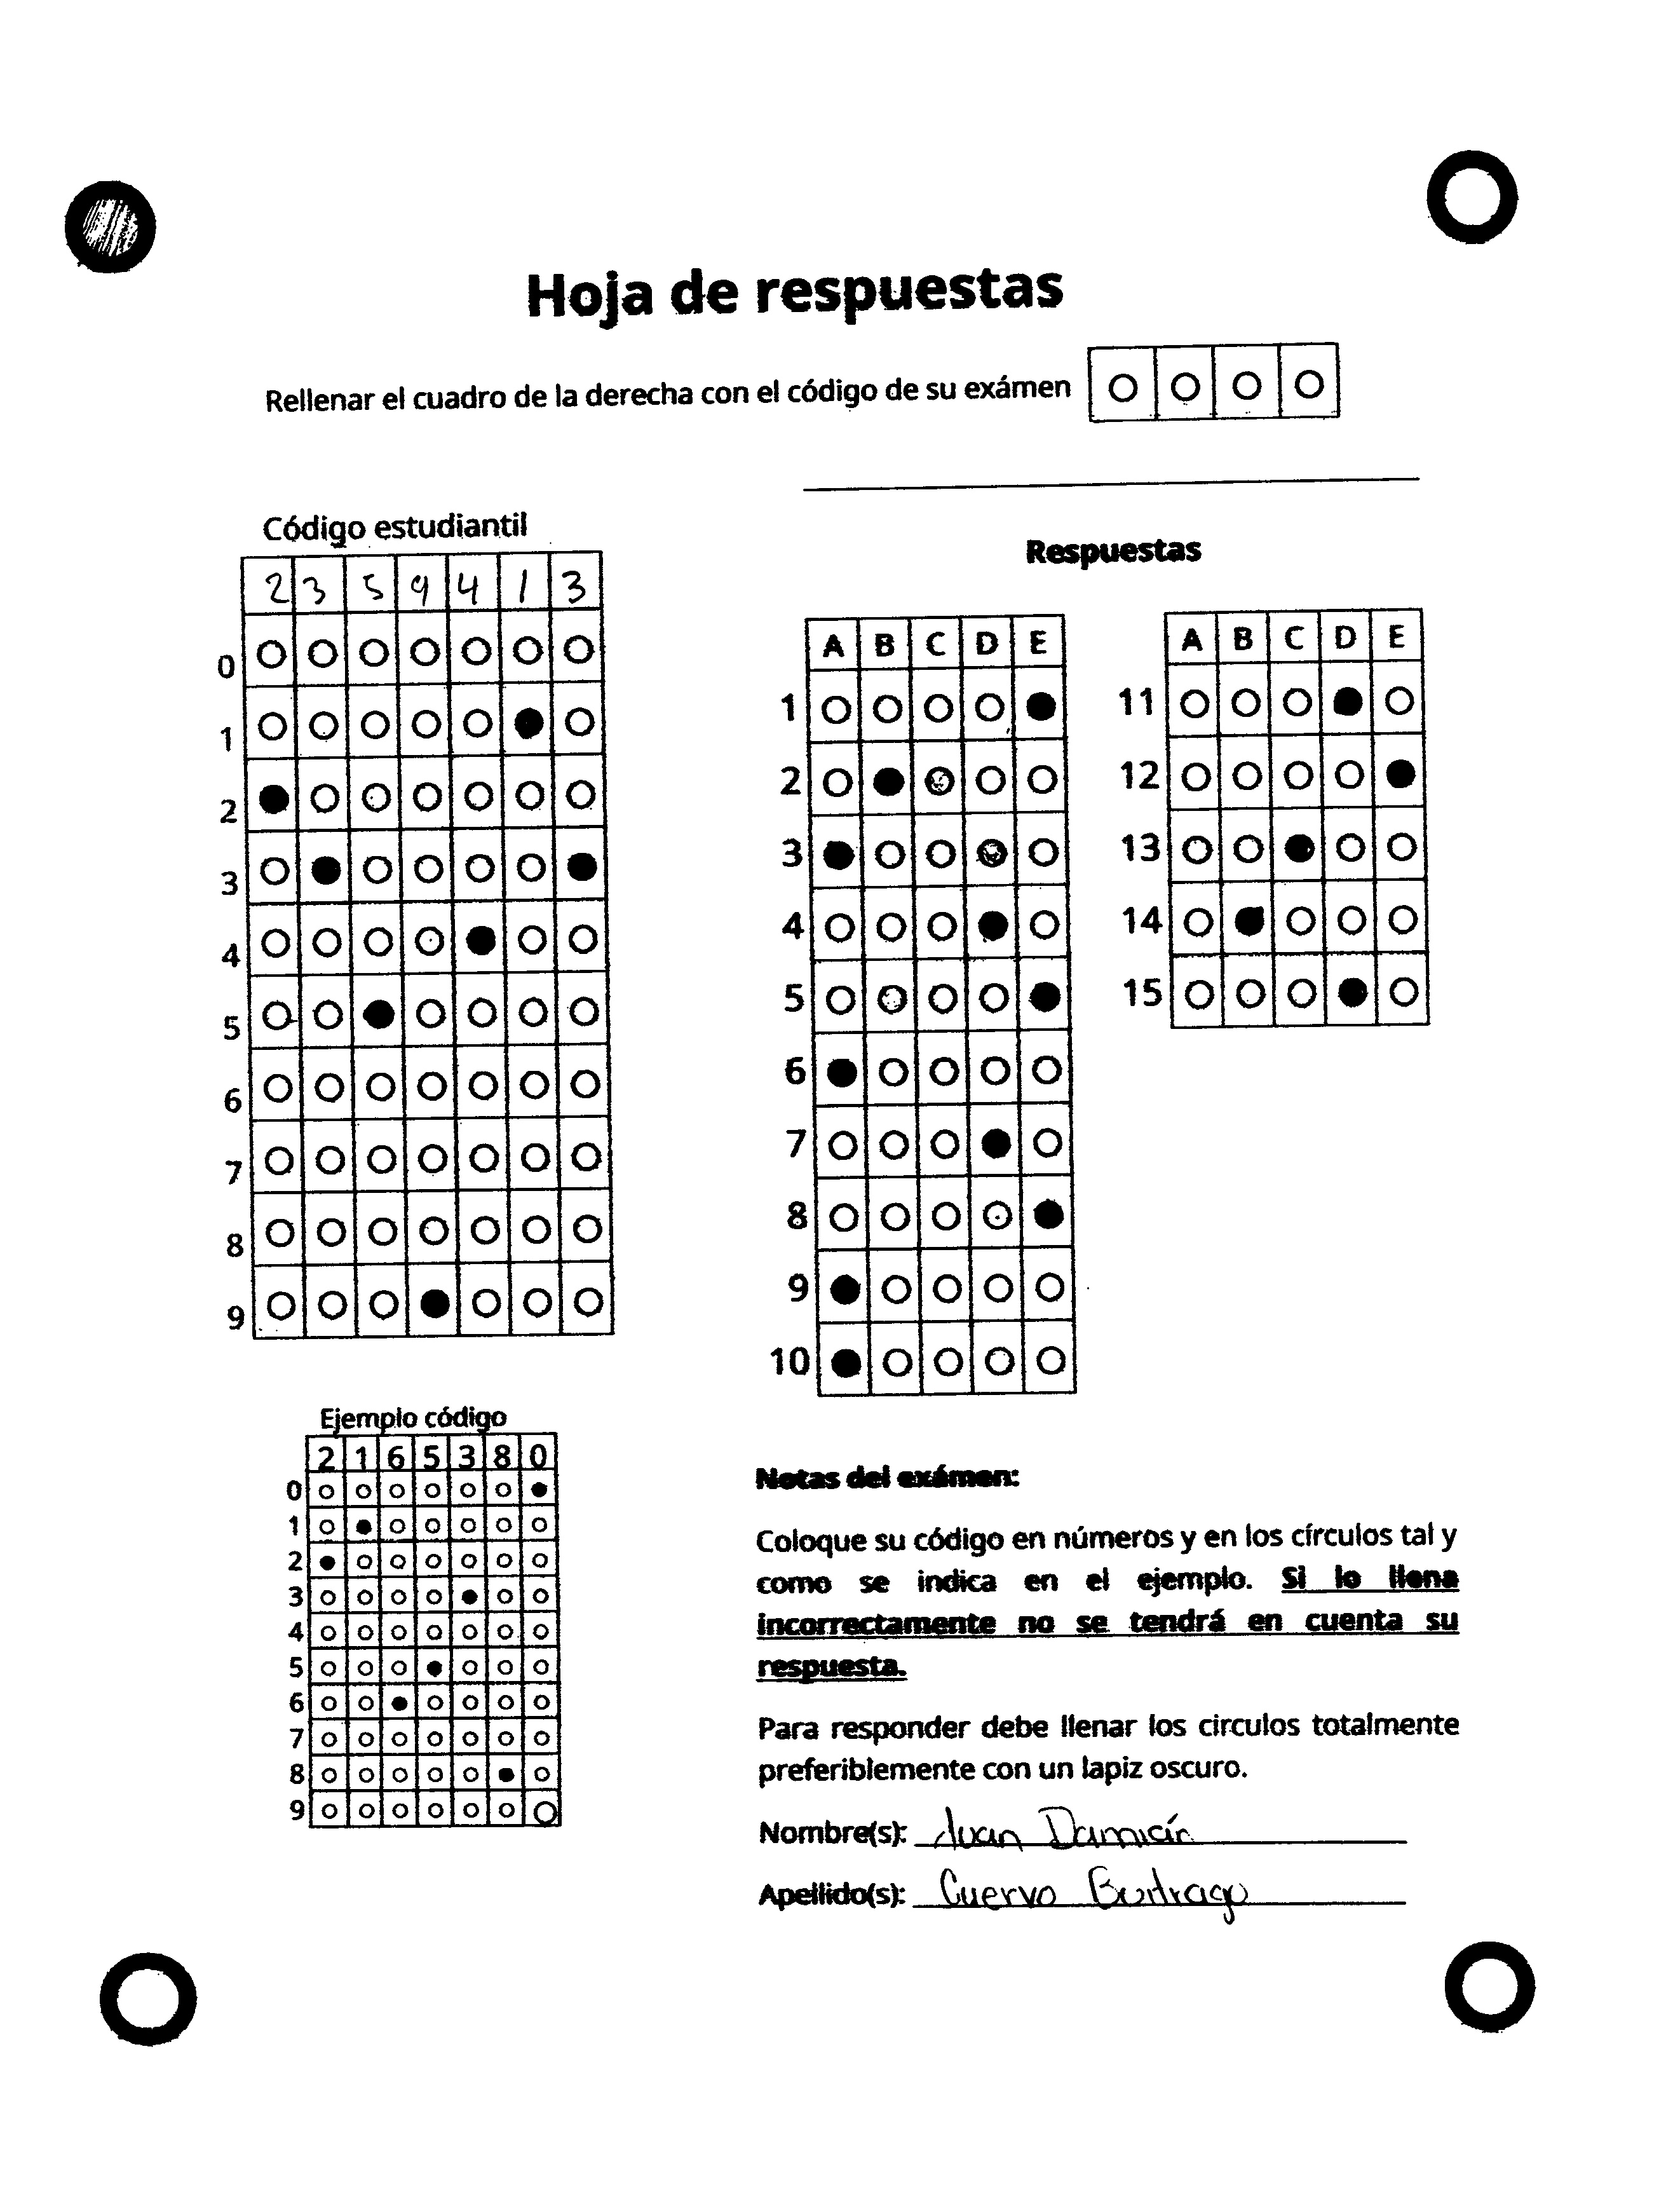 Hoja de respuestas
Rellenar el cuadro de la derecha con el código de su exámen
Código estudiantil
2 3 5 9 4 1 3
0
1
2
3
4
5
6
7
8
9
Respuestas
A B C D E
1
2
3
4
5
6
7
8
9
10
A B C D E
11
12
13
14
15
Ejemplo código
2 1 6 5 3 8 0
0
1
2
3
4
5
6
7
8
9
Notas del exámen:
Coloque su código en números y en los círculos tal y
como se indica en el ejemplo. Si lo llena
incorrectamente no se tendrá en cuenta su
respuesta.
Para responder debe llenar los circulos totalmente
preferiblemente con un lapiz oscuro.
Nombre(s): Juan Damián
Apellido(s): Cuervo Buitrago